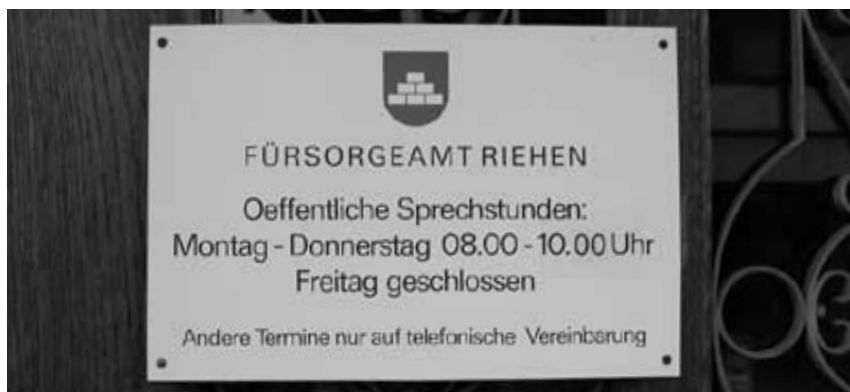 FÜRSORGEAMT RIEHEN
Oeffentliche Sprechstunden:
Montag - Donnerstag 08.00 - 10.00 Uhr
Freitag geschlossen
Andere Termine nur auf telefonische Vereinbarung